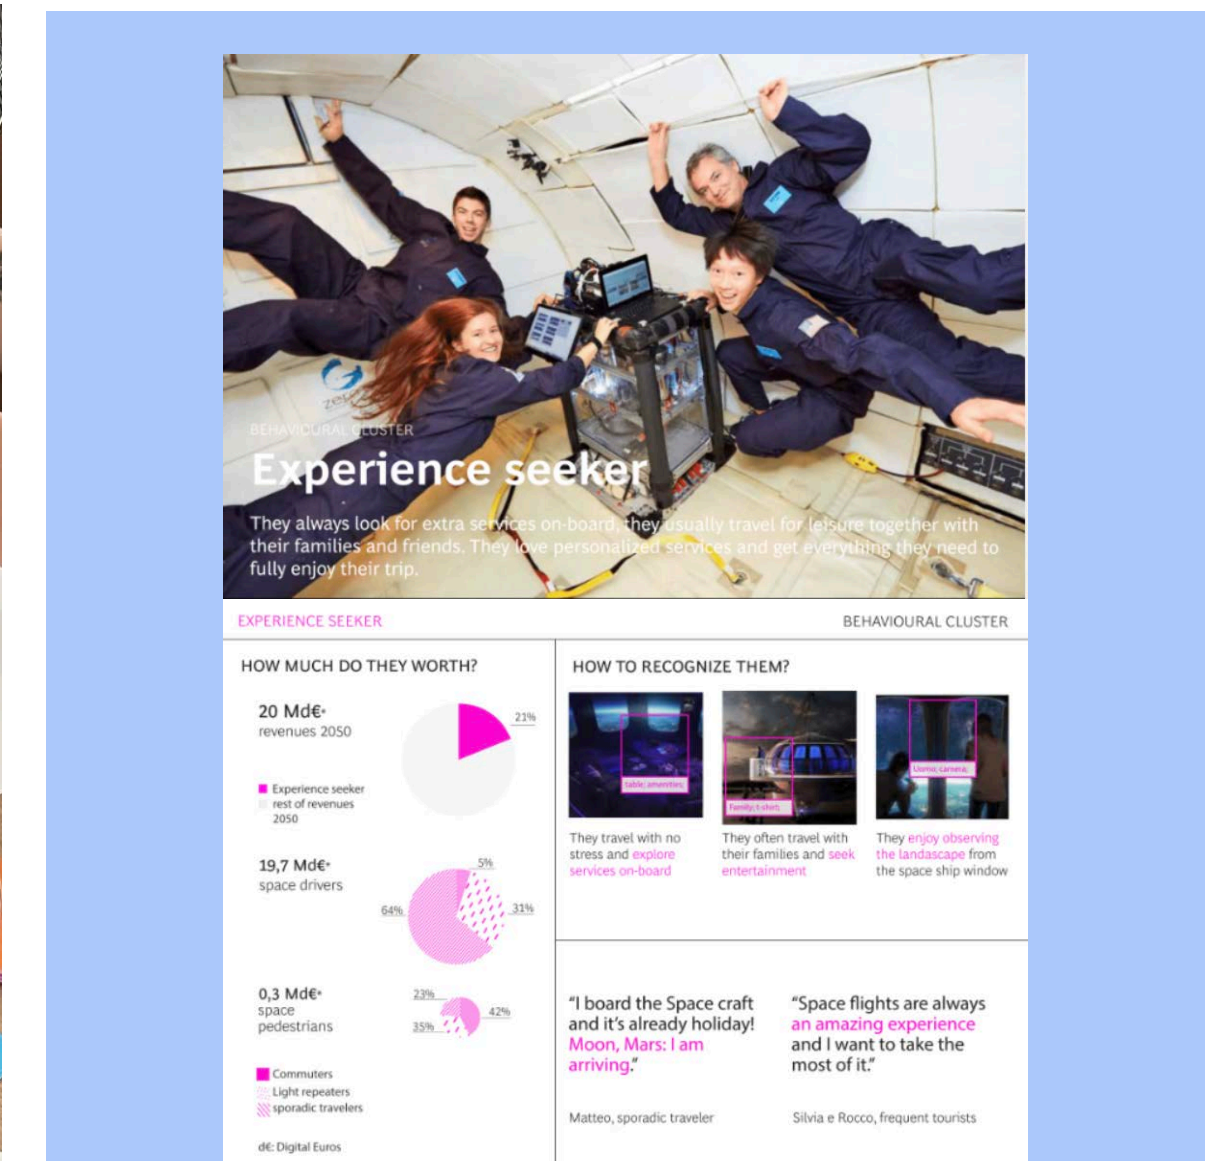 zero
BEHAVIOURAL CLUSTER
Experience seeker
They always look for extra services on-board, they usually travel for leisure together with
their families and friends. They love personalized services and get everything they need to
fully enjoy their trip.
EXPERIENCE SEEKER
BEHAVIOURAL CLUSTER
HOW MUCH DO THEY WORTH?
20 Md€*
revenues 2050
21%
Experience seeker
rest of revenues
2050
19,7 Md€*
space drivers
5%
64%
31%
0,3 Md€*
space
pedestrians
23%
42%
35%
Commuters
Light repeaters
sporadic travelers
d€: Digital Euros
HOW TO RECOGNIZE THEM?
table; amenities;
Family; t-shirt;
Uomo; camera;
They travel with no
stress and explore
services on-board
They often travel with
their families and seek
entertainment
They enjoy observing
the landascape from
the space ship window
“I board the Space craft
and it’s already holiday!
Moon, Mars: I am
arriving.”
Matteo, sporadic traveler
“Space flights are always
an amazing experience
and I want to take the
most of it.”
Silvia e Rocco, frequent tourists